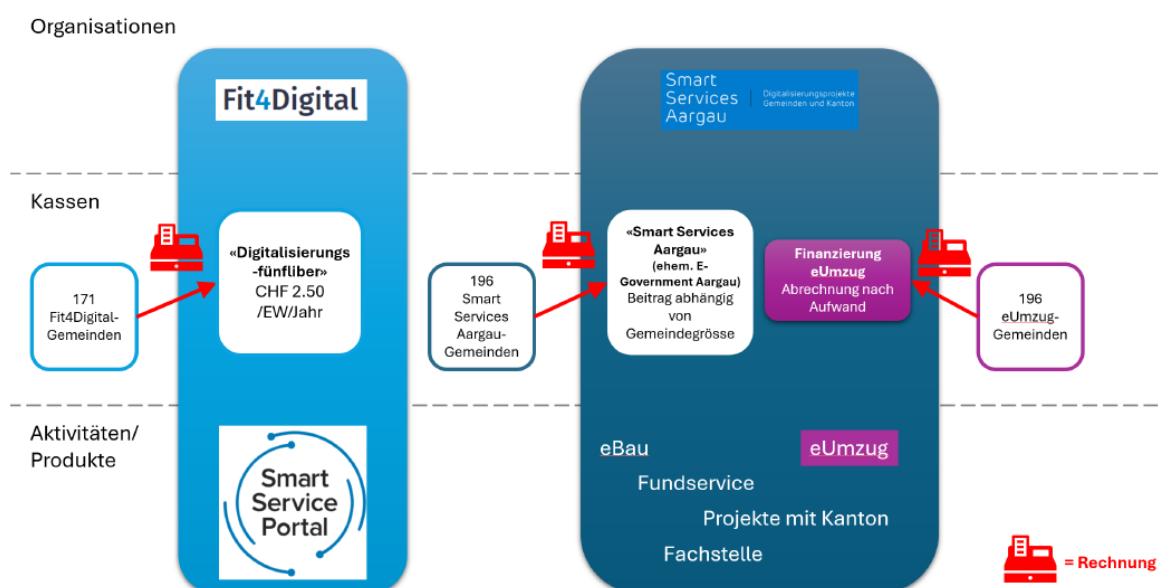 Organisationen
Fit4Digital
Smart
Services
Aargau
Digitalisierungsprojekte
Gemeinden und Kanton
Kassen
171
Fit4Digital-
Gemeinden
«Digitalisierungs
-fünfliber»
CHF 2.50
/EW/Jahr
196
Smart
Services
Aargau-
Gemeinden
«Smart Services
Aargau»
(ehem. E-
Government Aargau)
Beitrag abhängig
von
Gemeindegrösse
Finanzierung
eUmzug
Abrechnung nach
Aufwand
196
eUmzug-
Gemeinden
Aktivitäten/
Produkte
Smart
Service
Portal
eBau
eUmzug
Fundservice
Projekte mit Kanton
Fachstelle
= Rechnung